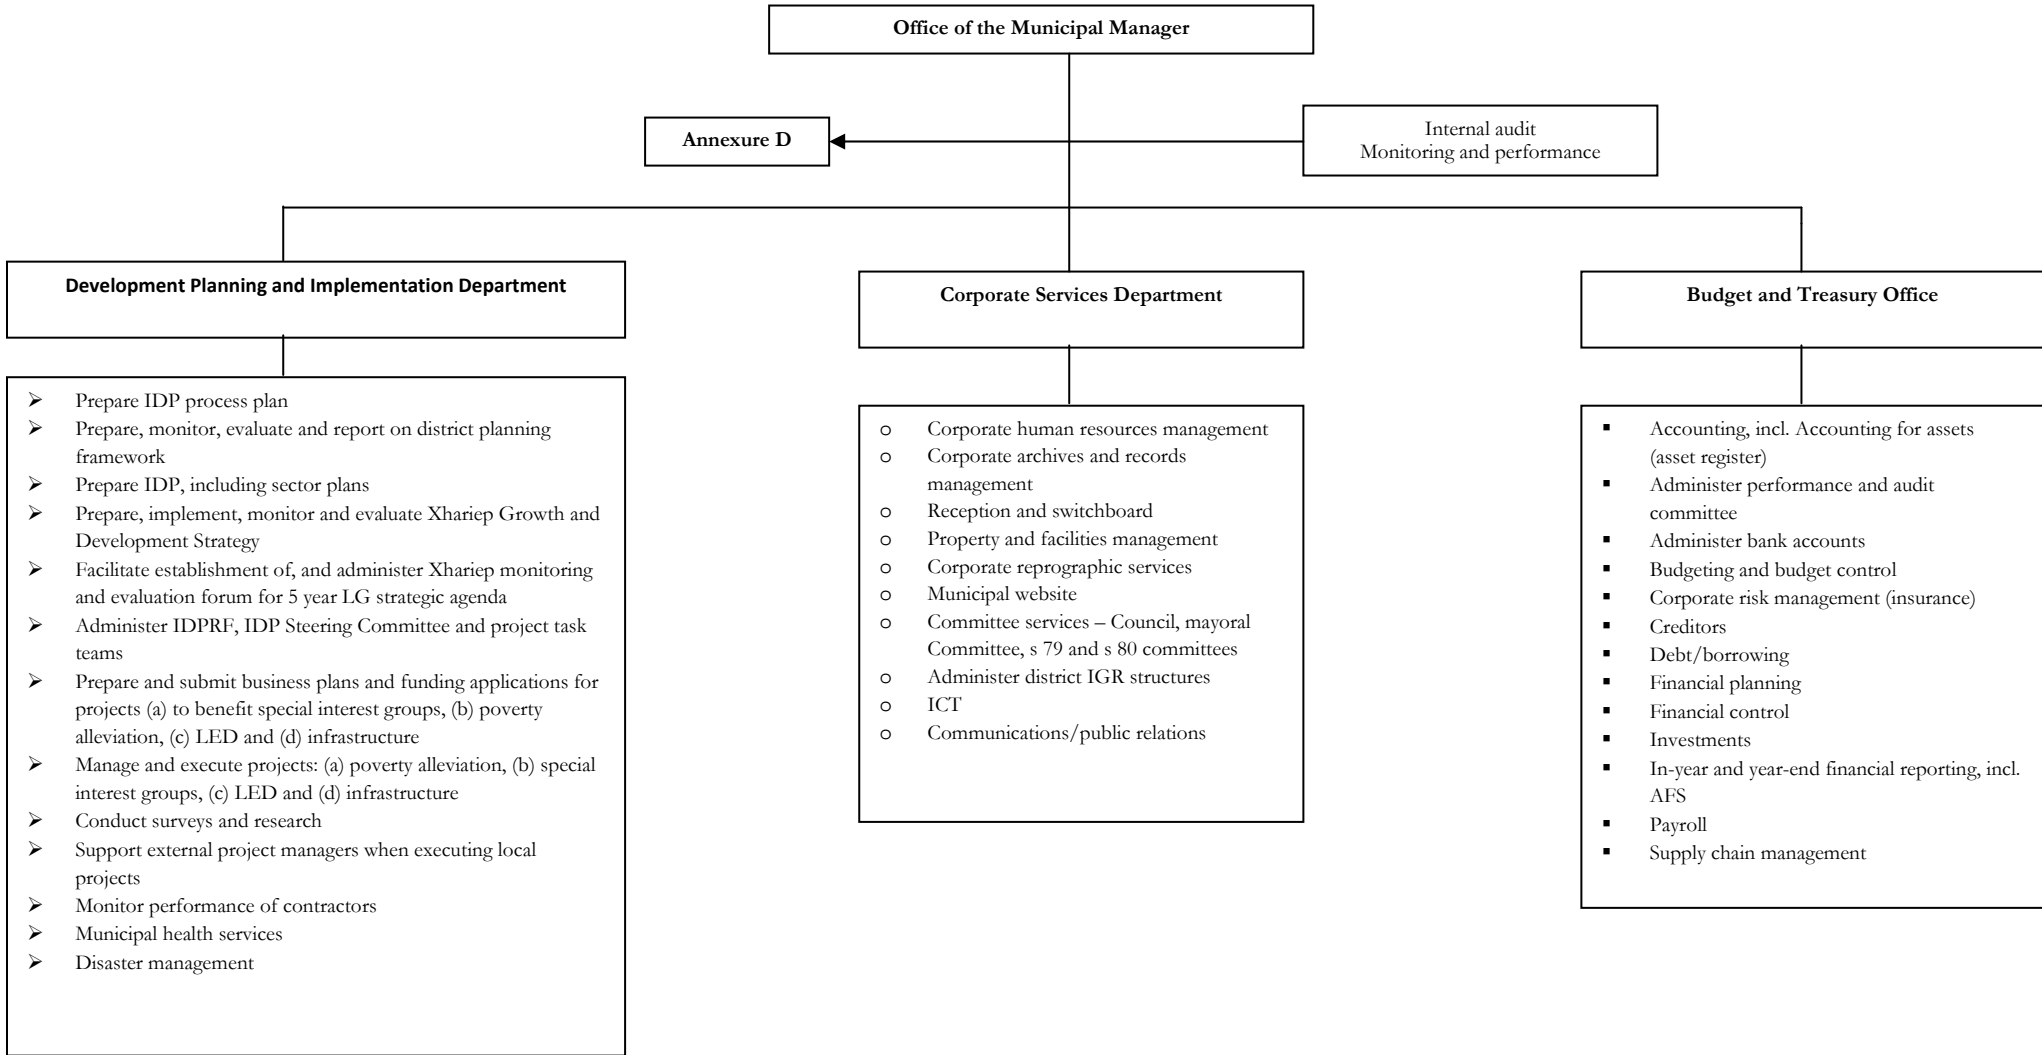 Office of the Municipal Manager
Annexure D
Internal audit
Monitoring and performance
Development Planning and Implementation Department
➢ Prepare IDP process plan
➢ Prepare, monitor, evaluate and report on district planning
framework
➢ Prepare IDP, including sector plans
➢ Prepare, implement, monitor and evaluate Xhariep Growth and
Development Strategy
➢ Facilitate establishment of, and administer Xhariep monitoring
and evaluation forum for 5 year LG strategic agenda
➢ Administer IDPRF, IDP Steering Committee and project task
teams
➢ Prepare and submit business plans and funding applications for
projects (a) to benefit special interest groups, (b) poverty
alleviation, (c) LED and (d) infrastructure
➢ Manage and execute projects: (a) poverty alleviation, (b) special
interest groups, (c) LED and (d) infrastructure
➢ Conduct surveys and research
➢ Support external project managers when executing local
projects
➢ Monitor performance of contractors
➢ Municipal health services
➢ Disaster management
Corporate Services Department
o Corporate human resources management
o Corporate archives and records
management
o Reception and switchboard
o Property and facilities management
o Corporate reprographic services
o Municipal website
o Committee services – Council, mayoral
Committee, s 79 and s 80 committees
o Administer district IGR structures
o ICT
o Communications/public relations
Budget and Treasury Office
▪ Accounting, incl. Accounting for assets
(asset register)
▪ Administer performance and audit
committee
▪ Administer bank accounts
▪ Budgeting and budget control
▪ Corporate risk management (insurance)
▪ Creditors
▪ Debt/borrowing
▪ Financial planning
▪ Financial control
▪ Investments
▪ In-year and year-end financial reporting, incl.
AFS
▪ Payroll
▪ Supply chain management